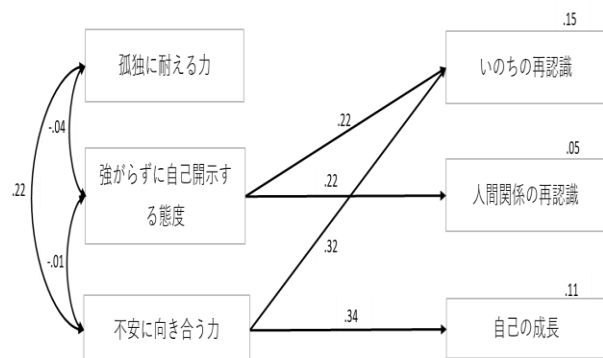 .15
孤独に耐える力
いのちの再認識
-.04
.22
.22
強がらずに自己開示す
る態度
.22
.05
人間関係の再認識
-.01
.32
.11
不安に向き合う力
.34
自己の成長